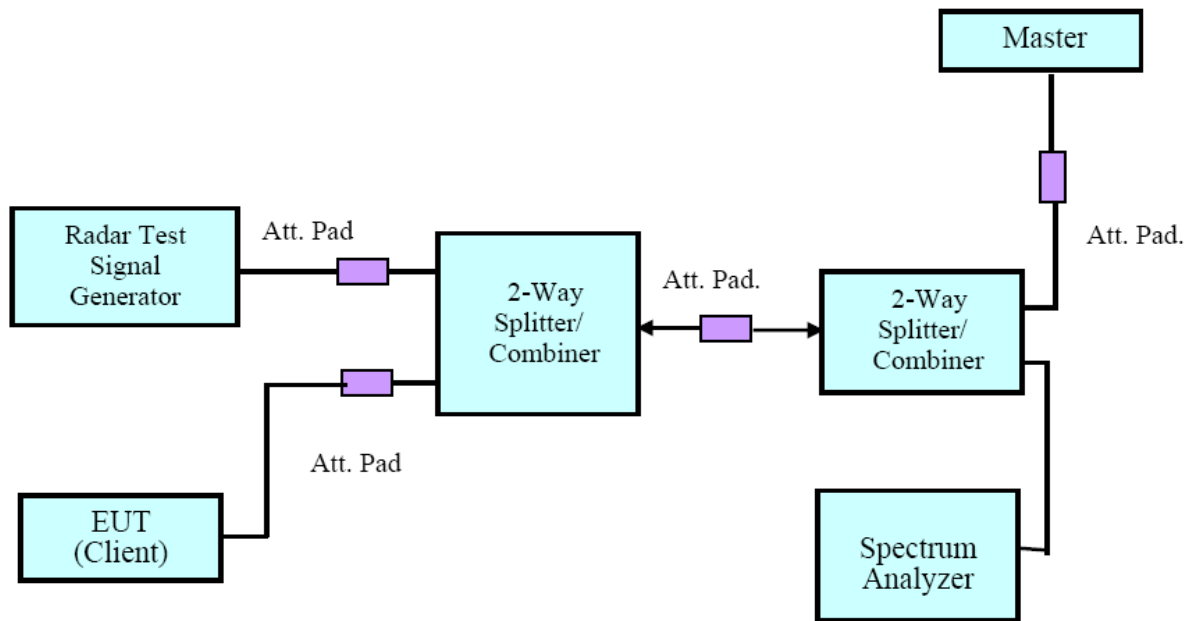 Master
Att. Pad.
Radar Test
Signal
Generator
Att. Pad
2-Way
Splitter/
Combiner
Att. Pad.
2-Way
Splitter/
Combiner
Att. Pad
EUT
(Client)
Spectrum
Analyzer